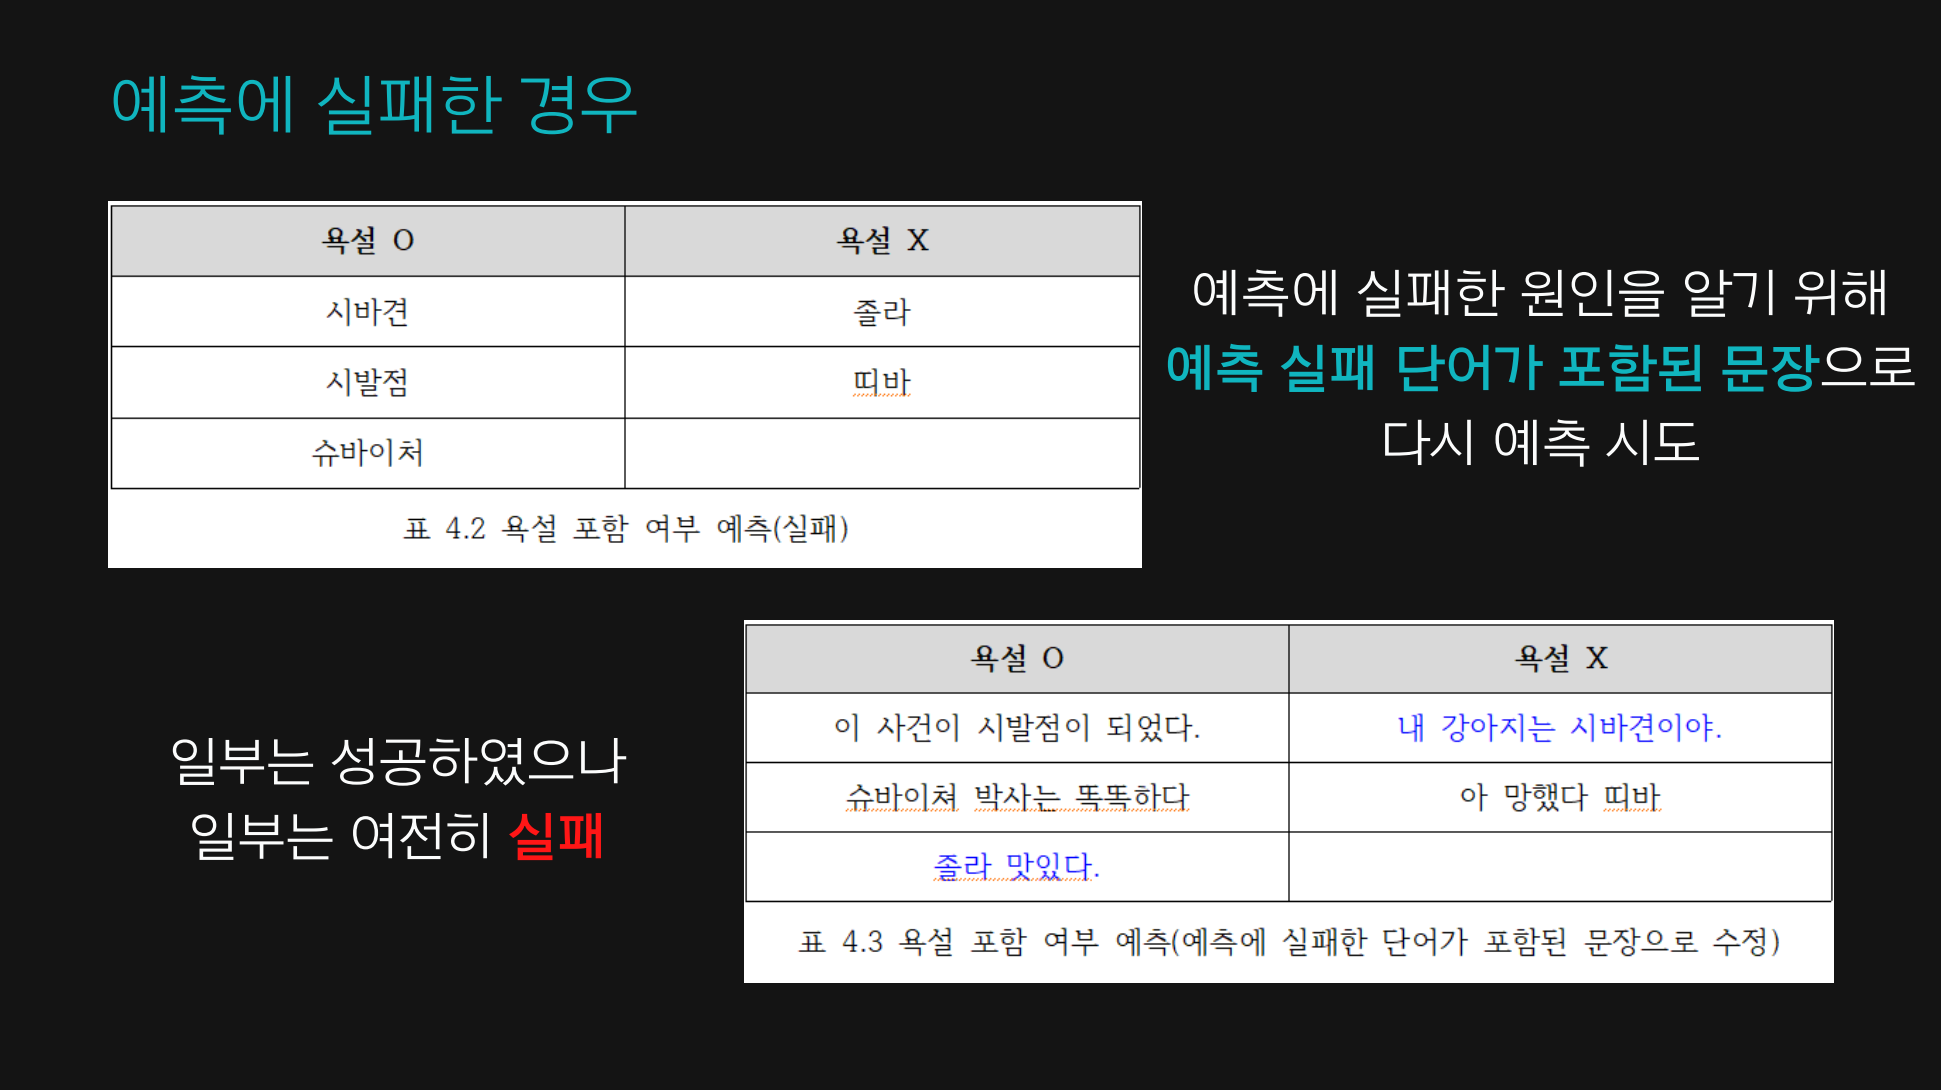 예측에 실패한 경우
욕설 O 욕설 X
시바견 졸라
시발점 띠바
슈바이처
표 4.2 욕설 포함 여부 예측(실패)
예측에 실패한 원인을 알기 위해
예측 실패 단어가 포함된 문장으로
다시 예측 시도
일부는 성공하였으나
일부는 여전히 실패
욕설 O 욕설 X
이 사건이 시발점이 되었다. 내 강아지는 시바견이야.
슈바이쳐 박사는 똑똑하다 아 망했다 띠바
졸라 맛있다.
표 4.3 욕설 포함 여부 예측(예측에 실패한 단어가 포함된 문장으로 수정)